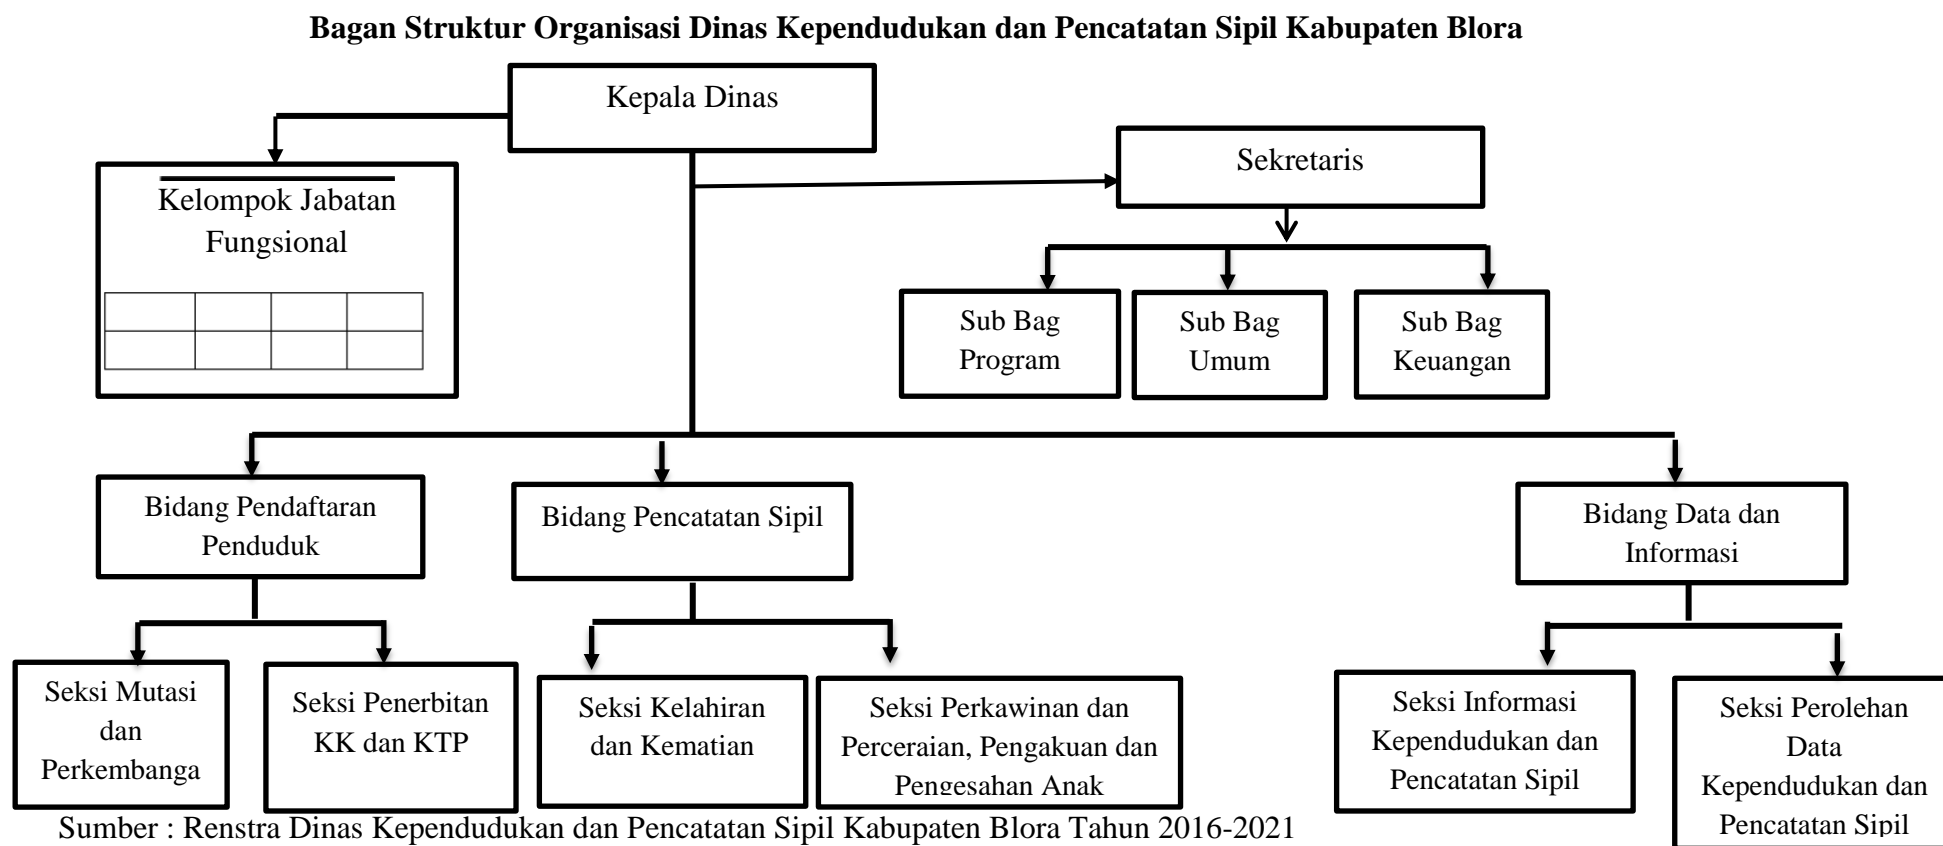 Bagan Struktur Organisasi Dinas Kependudukan dan Pencatatan Sipil Kabupaten Blora
Kepala Dinas
Sekretaris
Kelompok Jabatan
Fungsional
Sub Bag
Program
Sub Bag
Umum
Sub Bag
Keuangan
Bidang Pendaftaran
Penduduk
Bidang Pencatatan Sipil
Bidang Data dan
Informasi
Seksi Mutasi
dan
Perkembanga
Seksi Penerbitan
KK dan KTP
Seksi Kelahiran
dan Kematian
Seksi Perkawinan dan
Perceraian, Pengakuan dan
Pengesahan Anak
Seksi Informasi
Kependudukan dan
Pencatatan Sipil
Seksi Perolehan
Data
Kependudukan dan
Pencatatan Sipil
Sumber : Renstra Dinas Kependudukan dan Pencatatan Sipil Kabupaten Blora Tahun 2016-2021